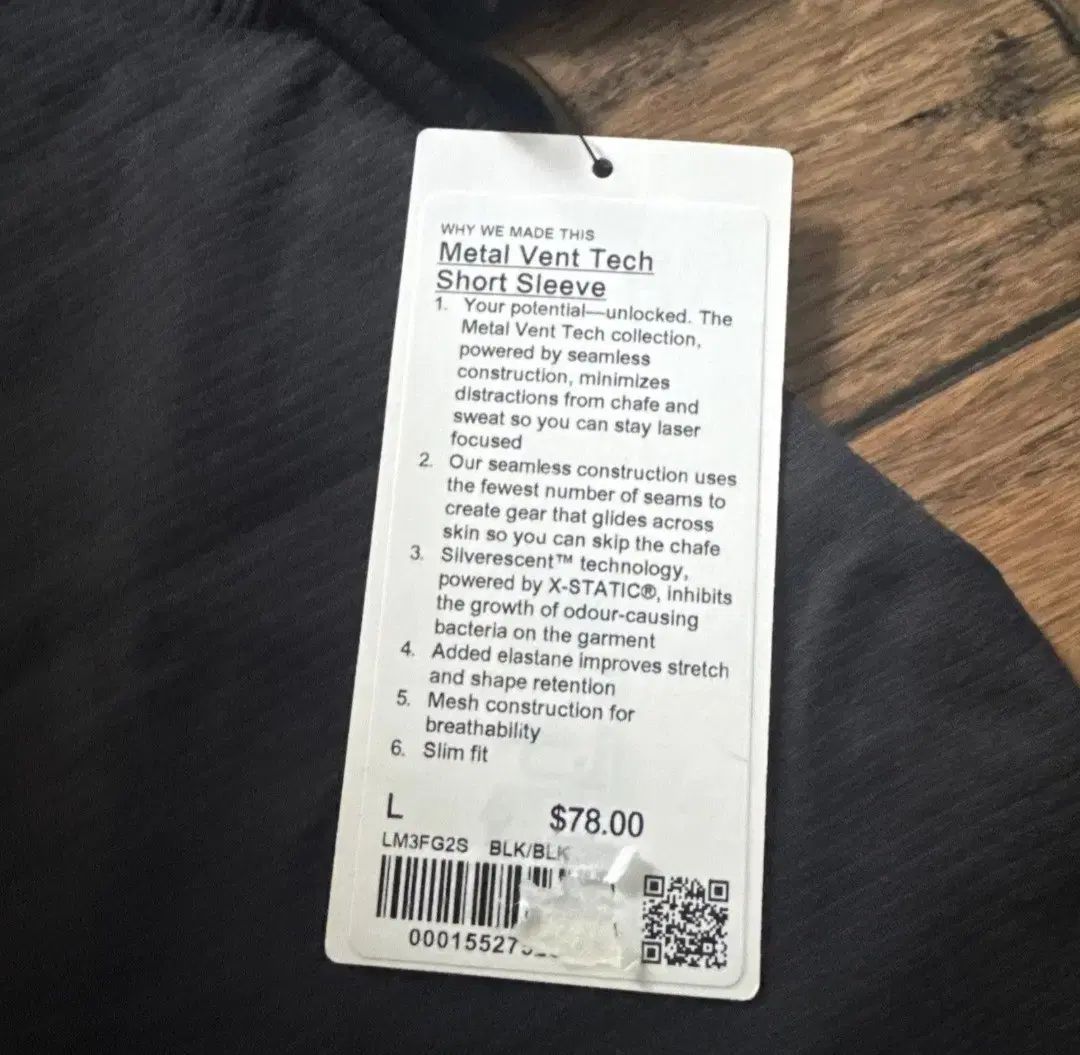 WHY WE MADE THIS
Metal Vent Tech
Short Sleeve
1. Your potential—unlocked. The
Metal Vent Tech collection,
powered by seamless
construction, minimizes
distractions from chafe and
sweat so you can stay laser
focused
2. Our seamless construction uses
the fewest number of seams to
create gear that glides across
skin so you can skip the chafe
3. Silverescent™ technology,
powered by X-STATIC®, inhibits
the growth of odour-causing
bacteria on the garment
4. Added elastane improves stretch
and shape retention
5. Mesh construction for
breathability
6. Slim fit
L $78.00
LM3FG2S BLK/BLK